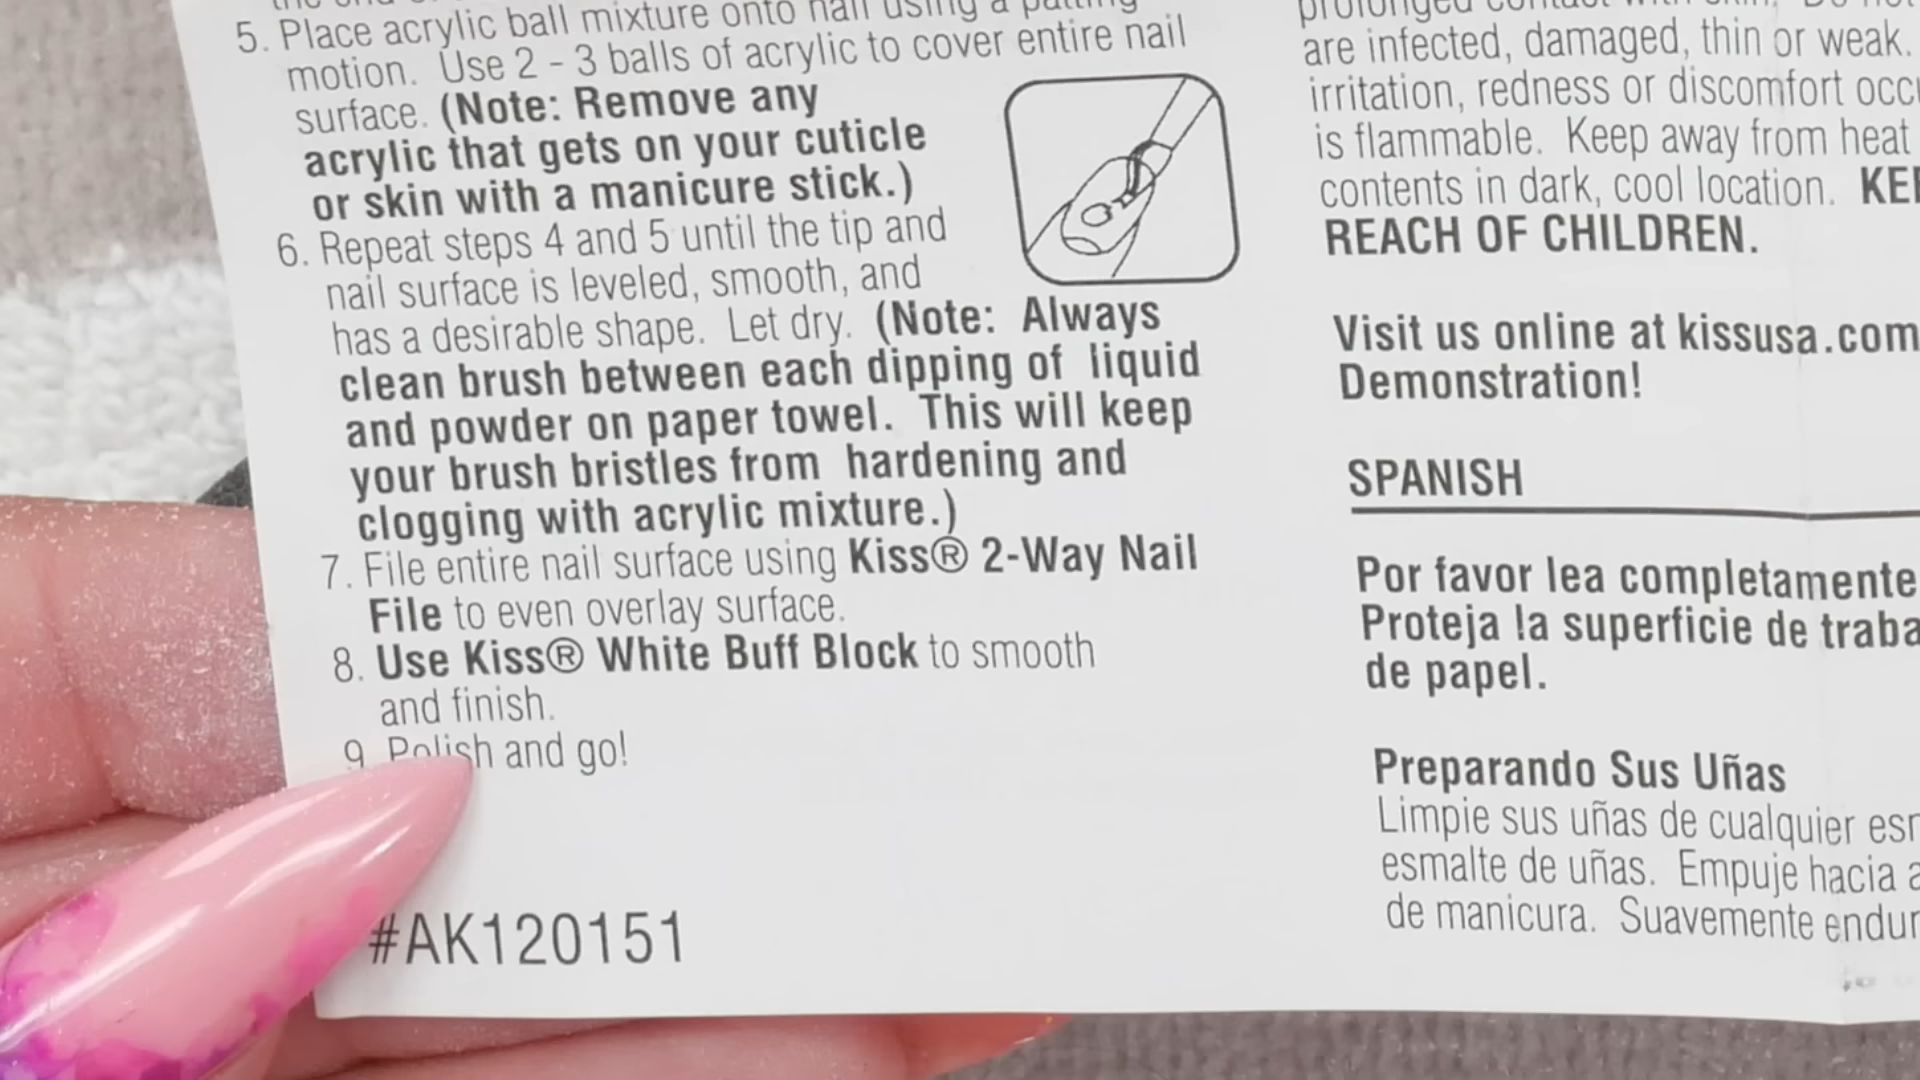 5. Place acrylic ball mixture onto nail using a patting
motion. Use 2 - 3 balls of acrylic to cover entire nail
surface. (Note: Remove any
acrylic that gets on your cuticle
or skin with a manicure stick.)
6. Repeat steps 4 and 5 until the tip and
nail surface is leveled, smooth, and
has a desirable shape. Let dry. (Note: Always
clean brush between each dipping of liquid
and powder on paper towel. This will keep
your brush bristles from hardening and
clogging with acrylic mixture.)
7. File entire nail surface using Kiss® 2-Way Nail
File to even overlay surface.
8. Use Kiss® White Buff Block to smooth
and finish.
9. Polish and go!
#AK120151
prolonged contact with skin. Do not
are infected, damaged, thin or weak.
irritation, redness or discomfort
is flammable. Keep away from heat
contents in dark, cool location.
REACH OF CHILDREN.
Visit us online at kissusa.com
Demonstration!
SPANISH
Por favor lea completamente
Proteja la superficie de
de papel.
Preparando Sus Uñas
Limpie sus uñas de cualquier
esmalte de uñas. Empuje hacia
de manicura. Suavemente